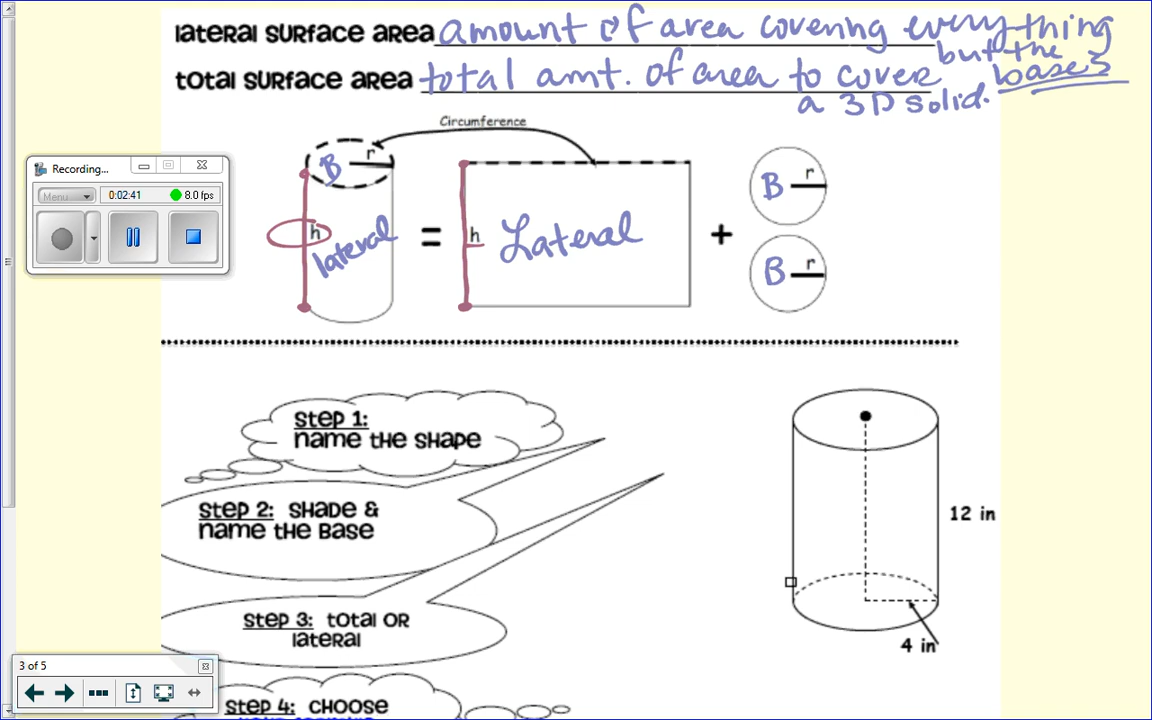 Lateral Surface Area amount of area covering everything
but the
bases
Total Surface Area total amt. of area to cover
a 3D solid.
Circumference
Recording...
Menu 0:02:41 8.0 fps
B r
h
lateral
=
h
Lateral
+
B r
B r
Step 1:
Name the Shape
Step 2: Shade &
Name the Base
Step 3: Total OR
Lateral
Step 4: Choose
12 in
4 in
3 of 5